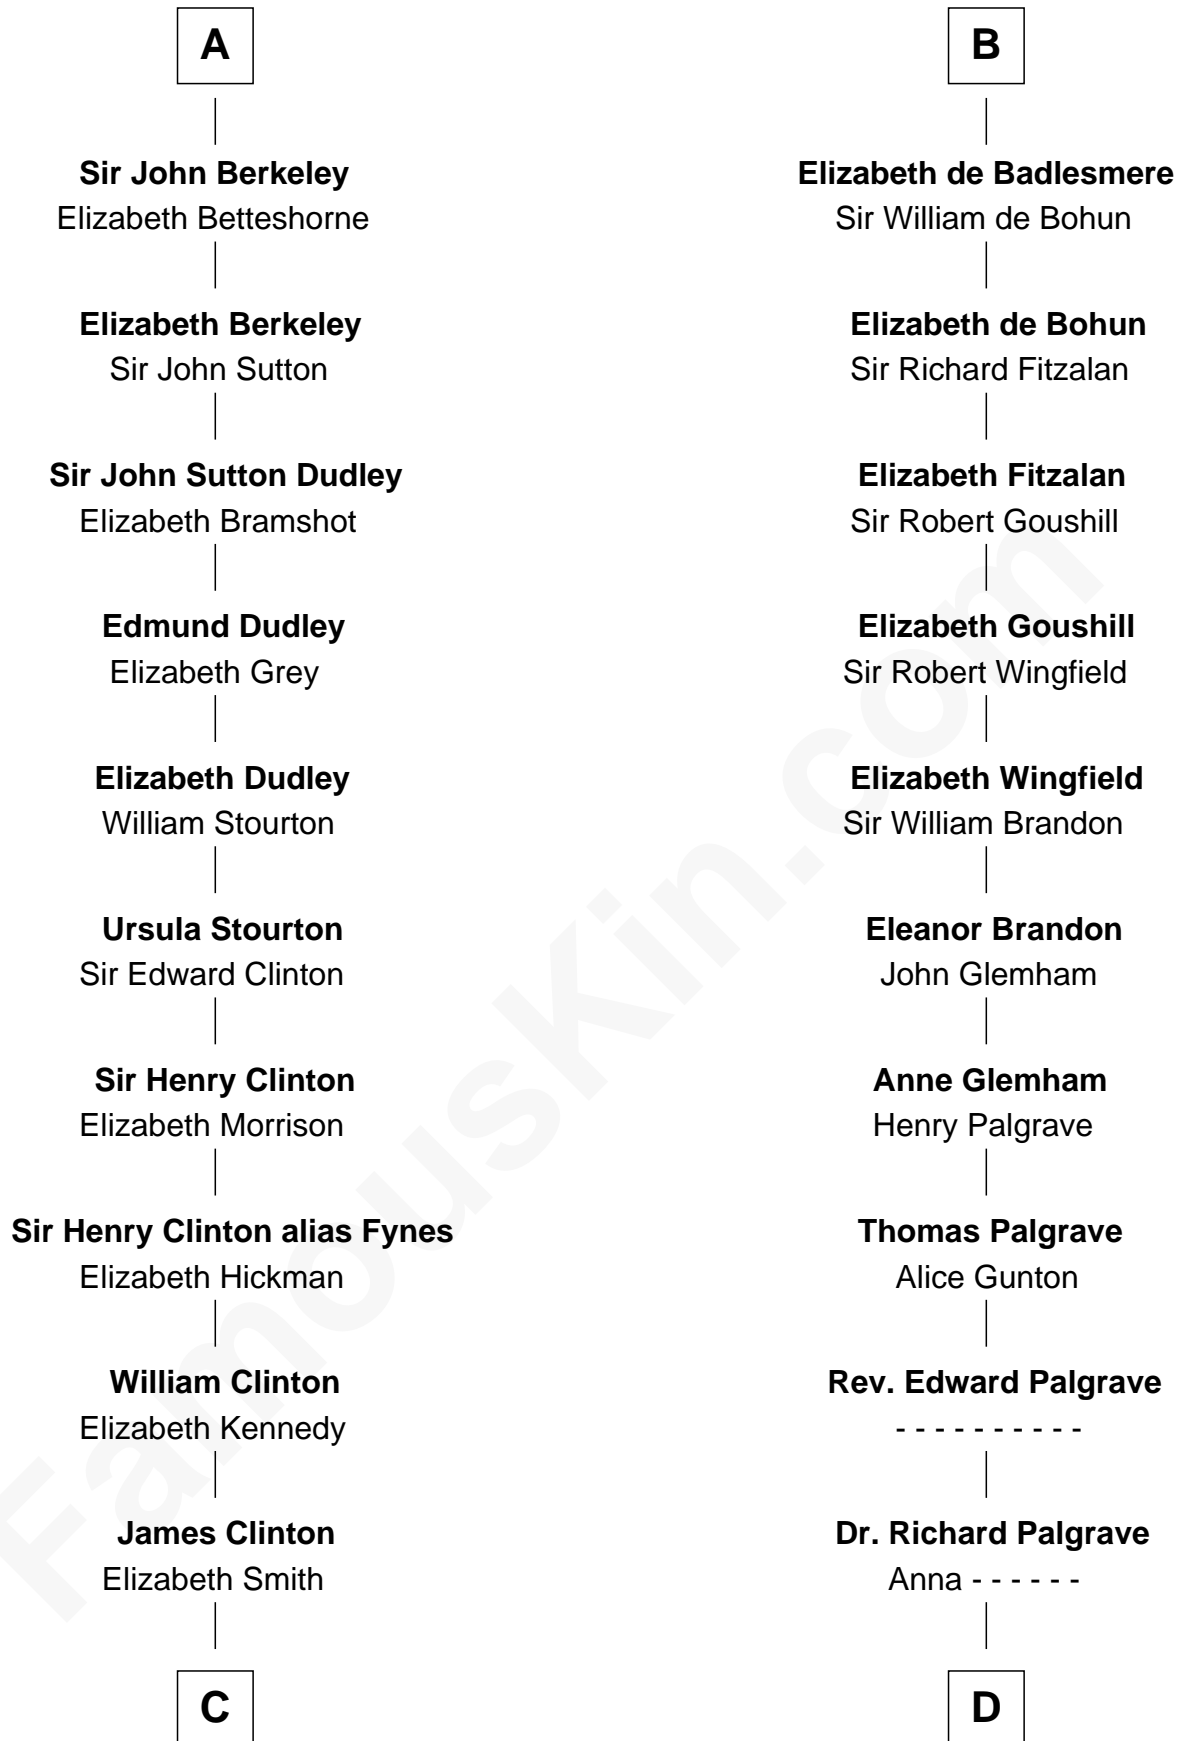 A
Sir John Berkeley
Elizabeth Betteshorne
Elizabeth Berkeley
Sir John Sutton
Sir John Sutton Dudley
Elizabeth Bramshot
Edmund Dudley
Elizabeth Grey
Elizabeth Dudley
William Stourton
Ursula Stourton
Sir Edward Clinton
Sir Henry Clinton
Elizabeth Morrison
Sir Henry Clinton alias Fynes
Elizabeth Hickman
William Clinton
Elizabeth Kennedy
James Clinton
Elizabeth Smith
C
B
Elizabeth de Badlesmere
Sir William de Bohun
Elizabeth de Bohun
Sir Richard Fitzalan
Elizabeth Fitzalan
Sir Robert Goushill
Elizabeth Goushill
Sir Robert Wingfield
Elizabeth Wingfield
Sir William Brandon
Eleanor Brandon
John Glemham
Anne Glemham
Henry Palgrave
Thomas Palgrave
Alice Gunton
Rev. Edward Palgrave
- - - - - - - - - -
Dr. Richard Palgrave
Anna - - - - - -
D
FamousKin.com